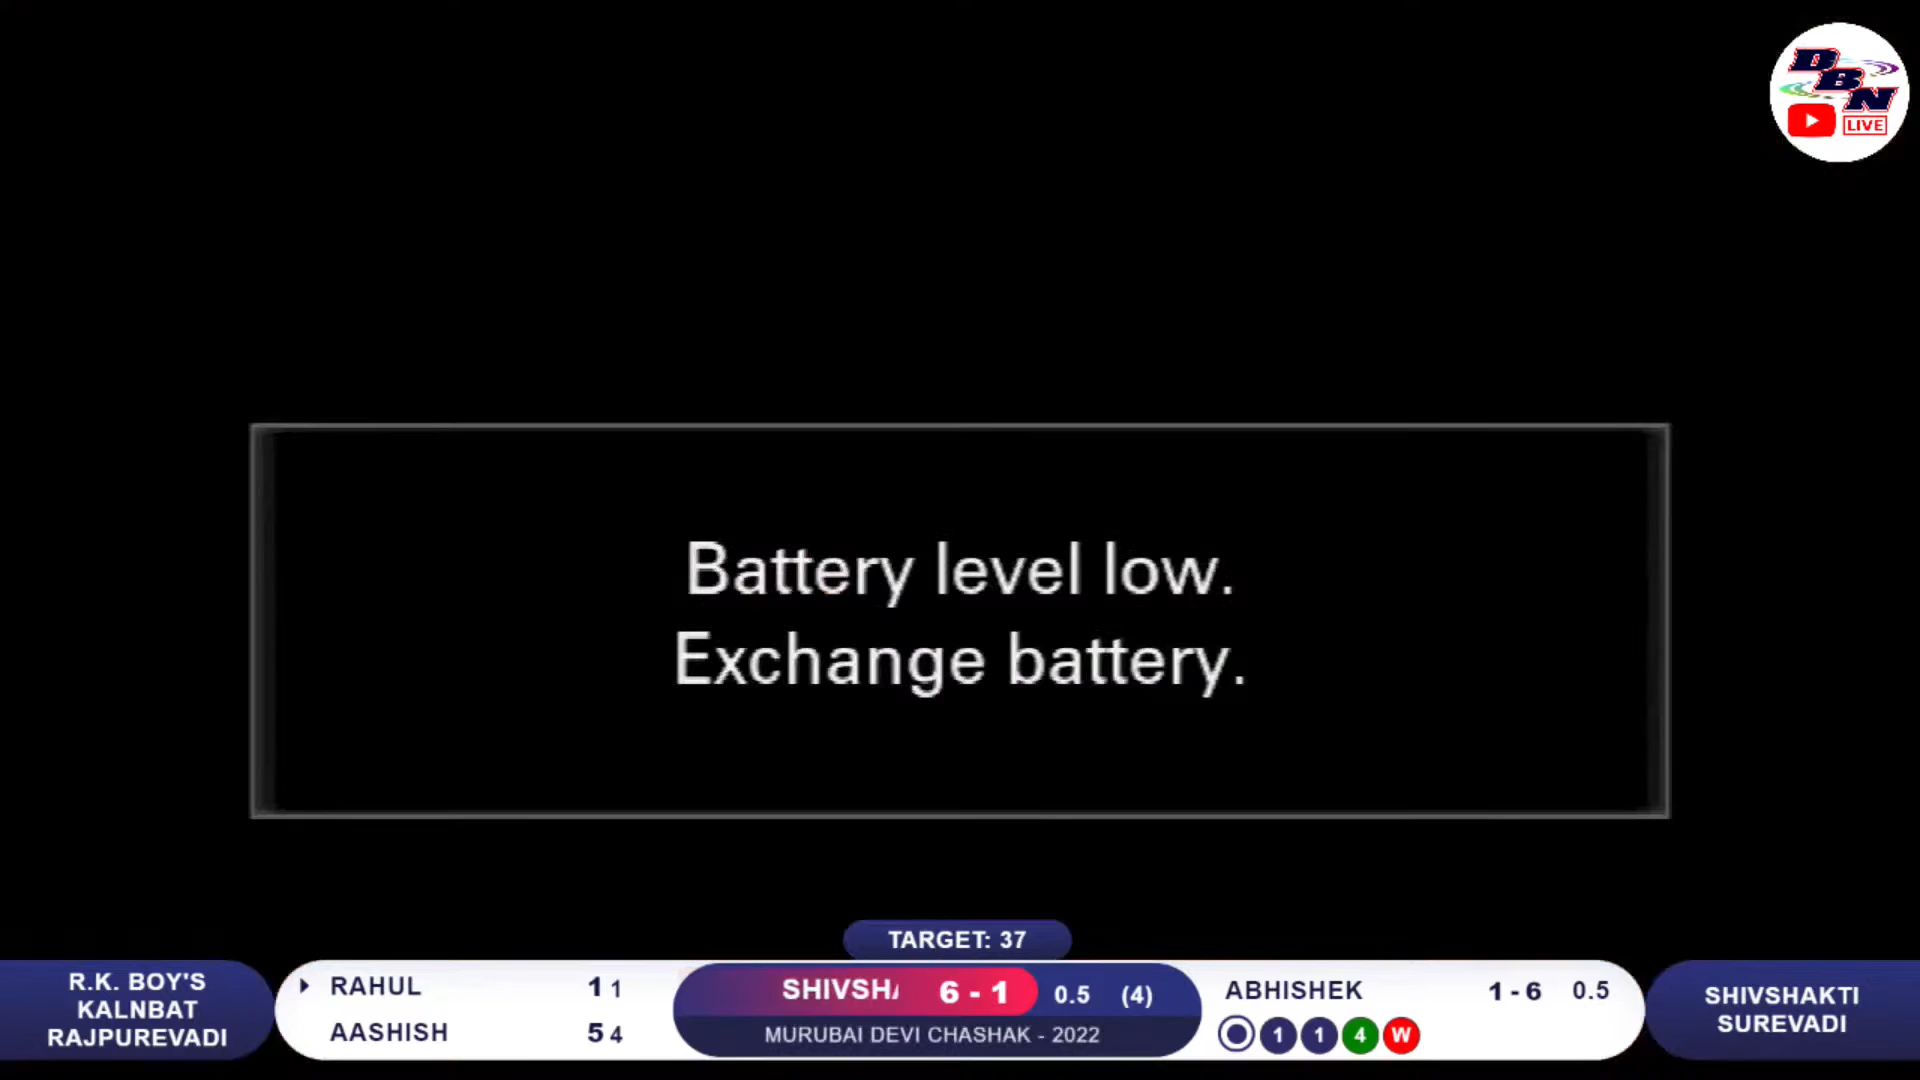 DBN
LIVE
Battery level low.
Exchange battery.
TARGET: 37
R.K. BOY'S
KALNBAT
RAJPUREVADI
RAHUL 1 1
AASHISH 5 4
SHIVSHA 6 - 1 0.5 (4)
MURUBAI DEVI CHASHAK - 2022
ABHISHEK 1 - 6 0.5
1 1 4 W
SHIVSHAKTI
SUREVADI